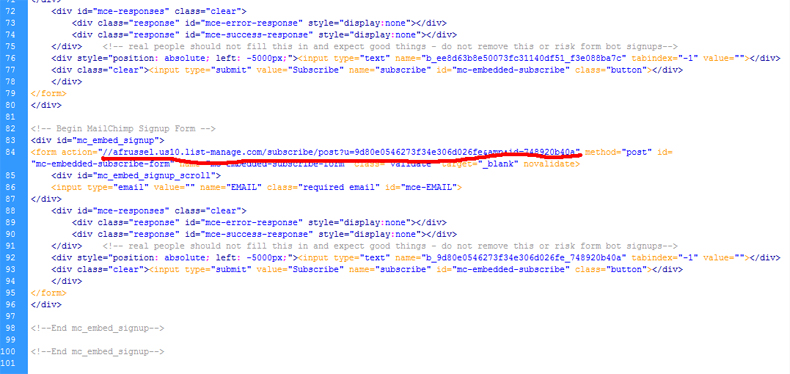 72 <div id="mce-responses" class="clear">
73 <div class="response" id="mce-error-response" style="display:none"></div>
74 <div class="response" id="mce-success-response" style="display:none"></div>
75 </div> <!-- real people should not fill this in and expect good things - do not remove this or risk form bot signups-->
76 <div style="position: absolute; left: -5000px;"><input type="text" name="b_ee8d63b8e50073fc31140df51_f3e088ba7c" tabindex="-1" value=""></div>
77 <div class="clear"><input type="submit" value="Subscribe" name="subscribe" id="mc-embedded-subscribe" class="button"></div>
78 </div>
79 </form>
80 </div>
81
82 <!-- Begin MailChimp Signup Form -->
83 <div id="mc_embed_signup">
84 <form action="//afrussel.us10.list-manage.com/subscribe/post?u=9d80e0546273f34e306d026fe&amp;id=748920b40a" method="post" id=
"mc-embedded-subscribe-form" name="mc-embedded-subscribe-form" class="validate" target="_blank" novalidate>
85 <div id="mc_embed_signup_scroll">
86 <input type="email" value="" name="EMAIL" class="required email" id="mce-EMAIL">
87 </div>
88 <div id="mce-responses" class="clear">
89 <div class="response" id="mce-error-response" style="display:none"></div>
90 <div class="response" id="mce-success-response" style="display:none"></div>
91 </div> <!-- real people should not fill this in and expect good things - do not remove this or risk form bot signups-->
92 <div style="position: absolute; left: -5000px;"><input type="text" name="b_9d80e0546273f34e306d026fe_748920b40a" tabindex="-1" value=""></div>
93 <div class="clear"><input type="submit" value="Subscribe" name="subscribe" id="mc-embedded-subscribe" class="button"></div>
94 </div>
95 </form>
96 </div>
97
98 <!--End mc_embed_signup-->
99
100 <!--End mc_embed_signup-->
101